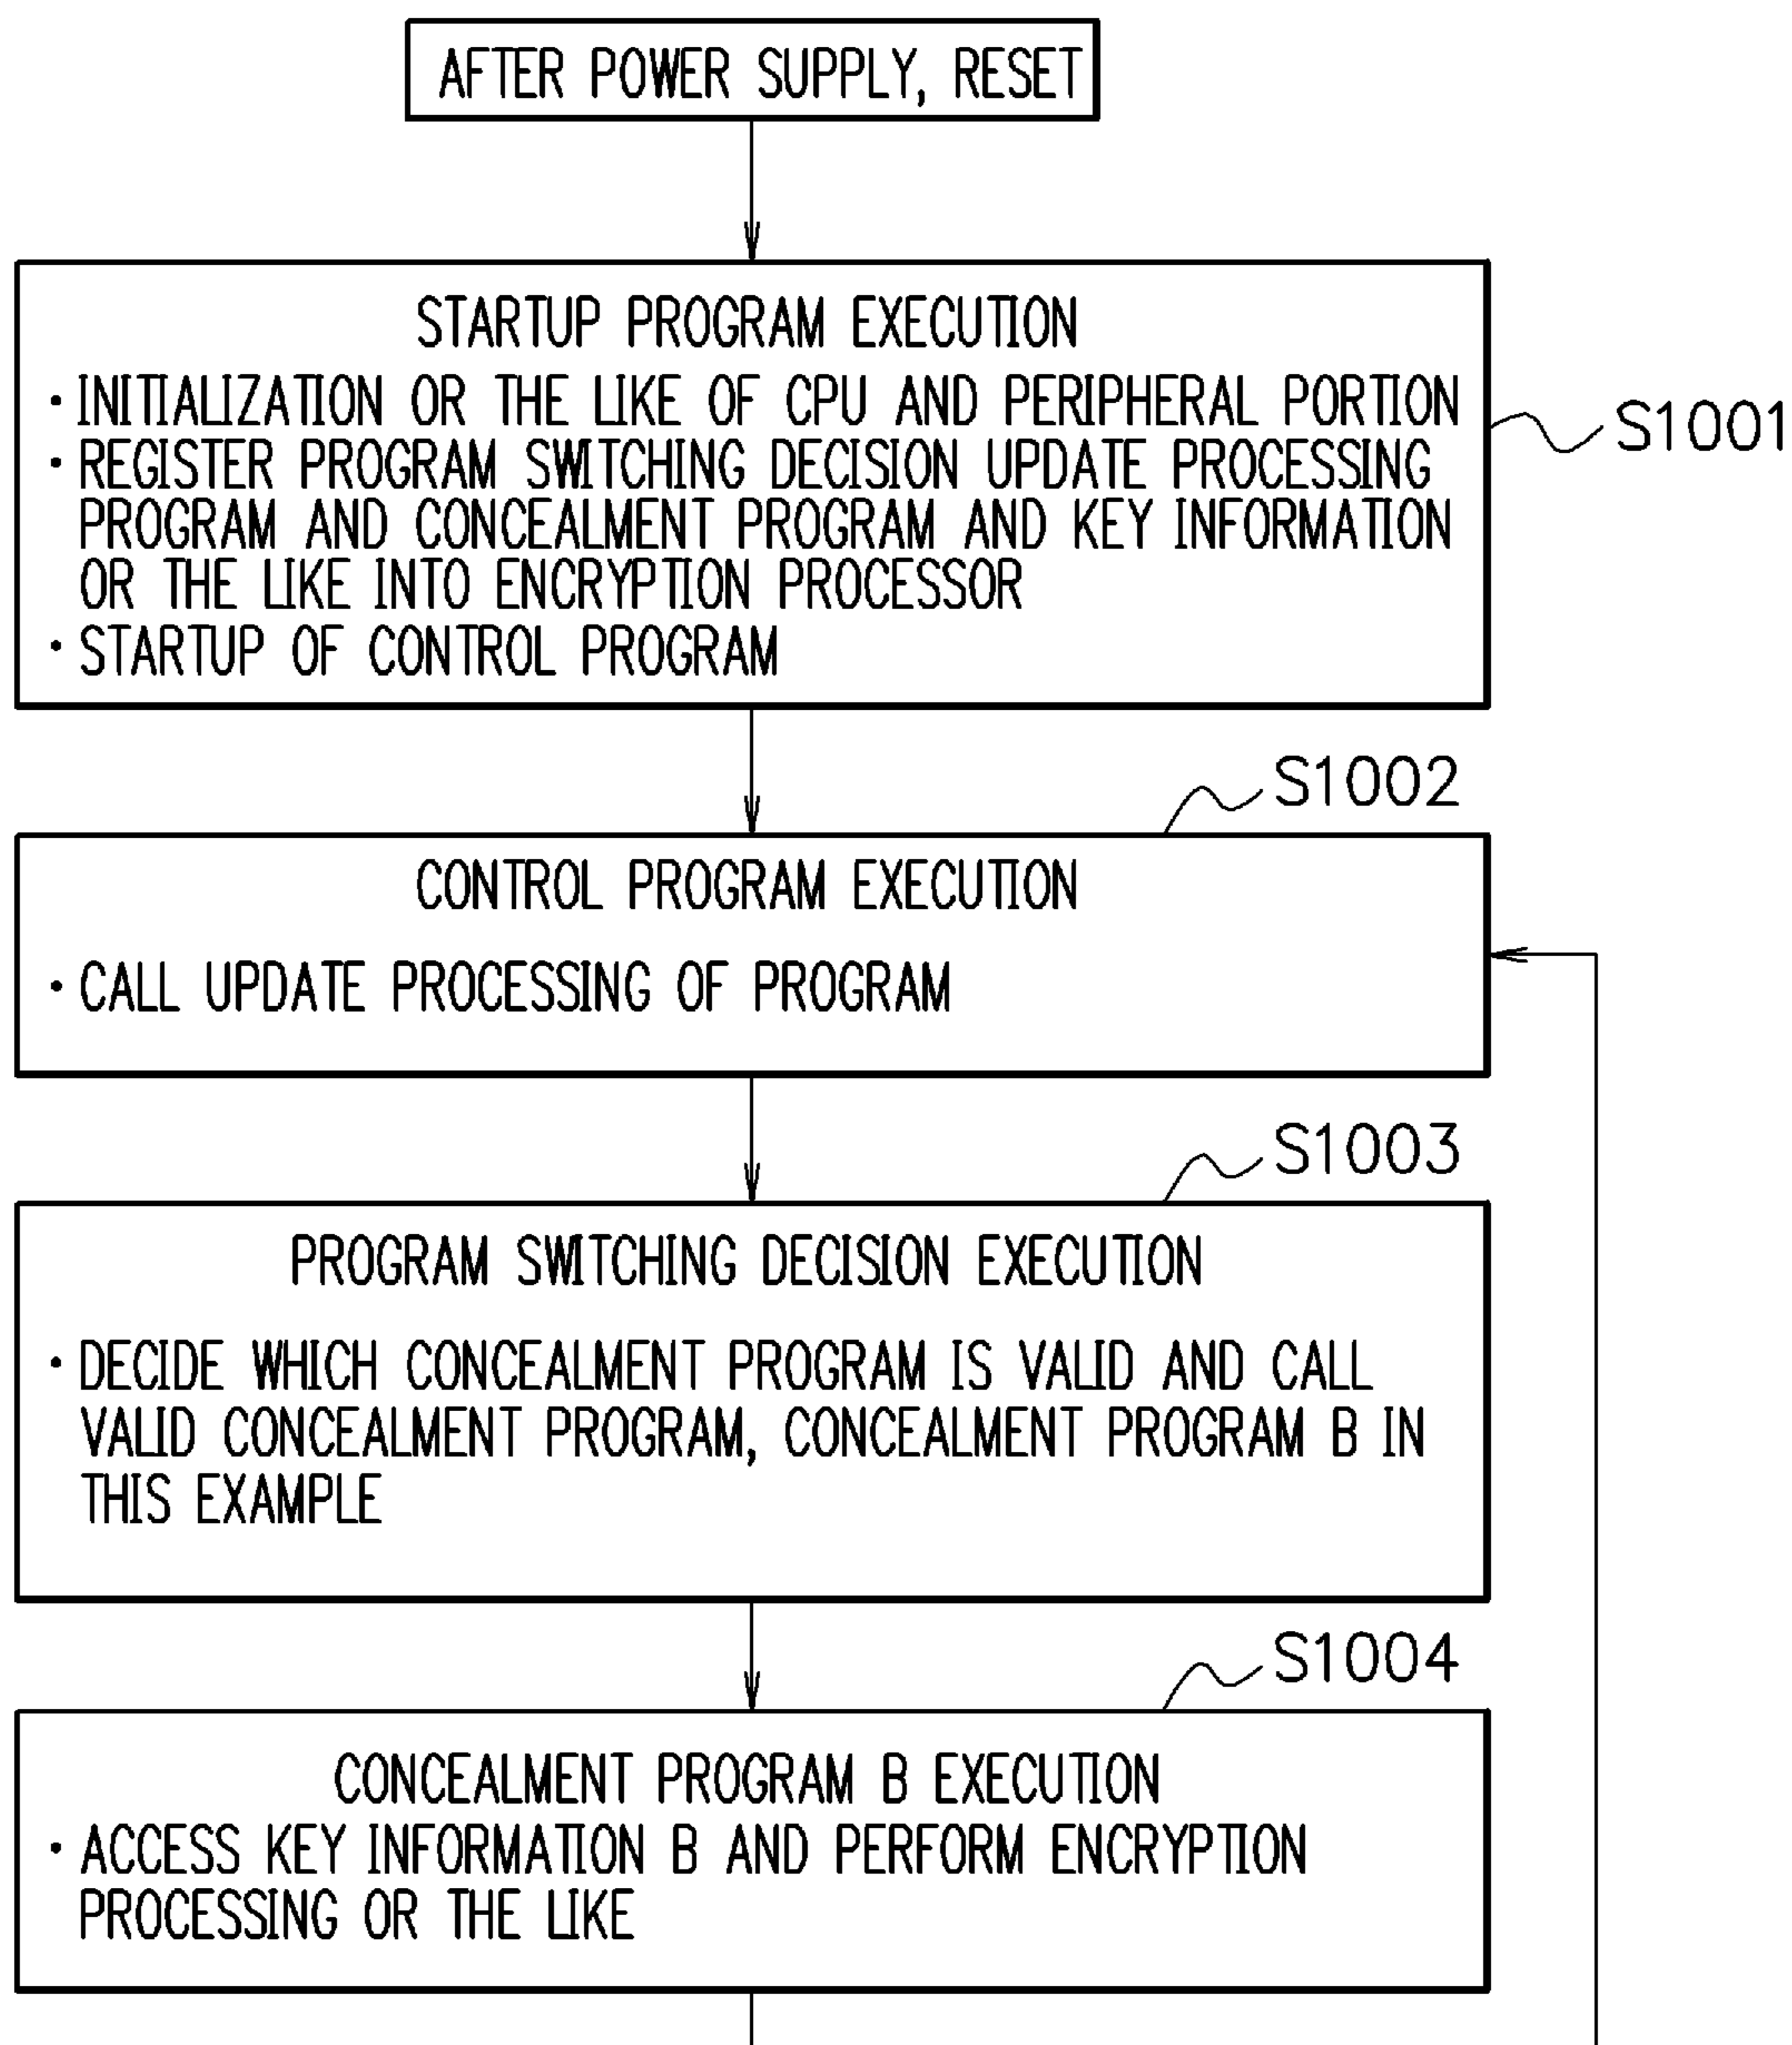 AFTER POWER SUPPLY, RESET
STARTUP PROGRAM EXECUTION
· INITIALIZATION OR THE LIKE OF CPU AND PERIPHERAL PORTION
· REGISTER PROGRAM SWITCHING DECISION UPDATE PROCESSING
PROGRAM AND CONCEALMENT PROGRAM AND KEY INFORMATION
OR THE LIKE INTO ENCRYPTION PROCESSOR
· STARTUP OF CONTROL PROGRAM
S1001
S1002
CONTROL PROGRAM EXECUTION
· CALL UPDATE PROCESSING OF PROGRAM
S1003
PROGRAM SWITCHING DECISION EXECUTION
· DECIDE WHICH CONCEALMENT PROGRAM IS VALID AND CALL
VALID CONCEALMENT PROGRAM, CONCEALMENT PROGRAM B IN
THIS EXAMPLE
S1004
CONCEALMENT PROGRAM B EXECUTION
· ACCESS KEY INFORMATION B AND PERFORM ENCRYPTION
PROCESSING OR THE LIKE